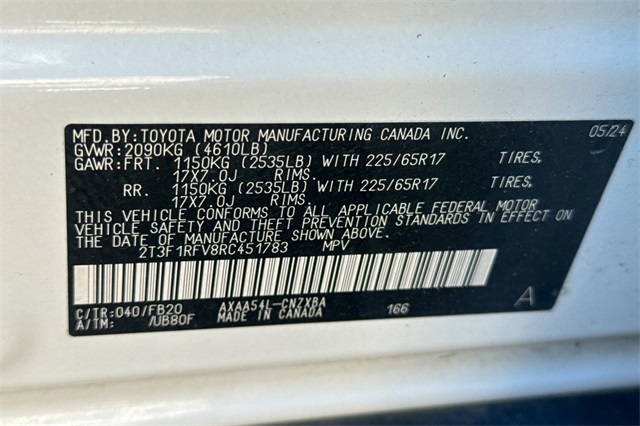 MFD. BY: TOYOTA MOTOR MANUFACTURING CANADA INC. 05/24
GVWR: 2090KG (4610LB)
GAWR: FRT. 1150KG (2535LB) WITH 225/65R17 TIRES,
17X7.0J RIMS.
RR. 1150KG (2535LB) WITH 225/65R17 TIRES,
17X7.0J RIMS.
THIS VEHICLE CONFORMS TO ALL APPLICABLE FEDERAL MOTOR
VEHICLE SAFETY AND THEFT PREVENTION STANDARDS IN EFFECT ON
THE DATE OF MANUFACTURE SHOWN ABOVE.
2T3F1RFV8RC451783 MPV
C/TR: 040/FB20 AXAA54L-CNZXBA 166 A
A/TM: /UB80F MADE IN CANADA